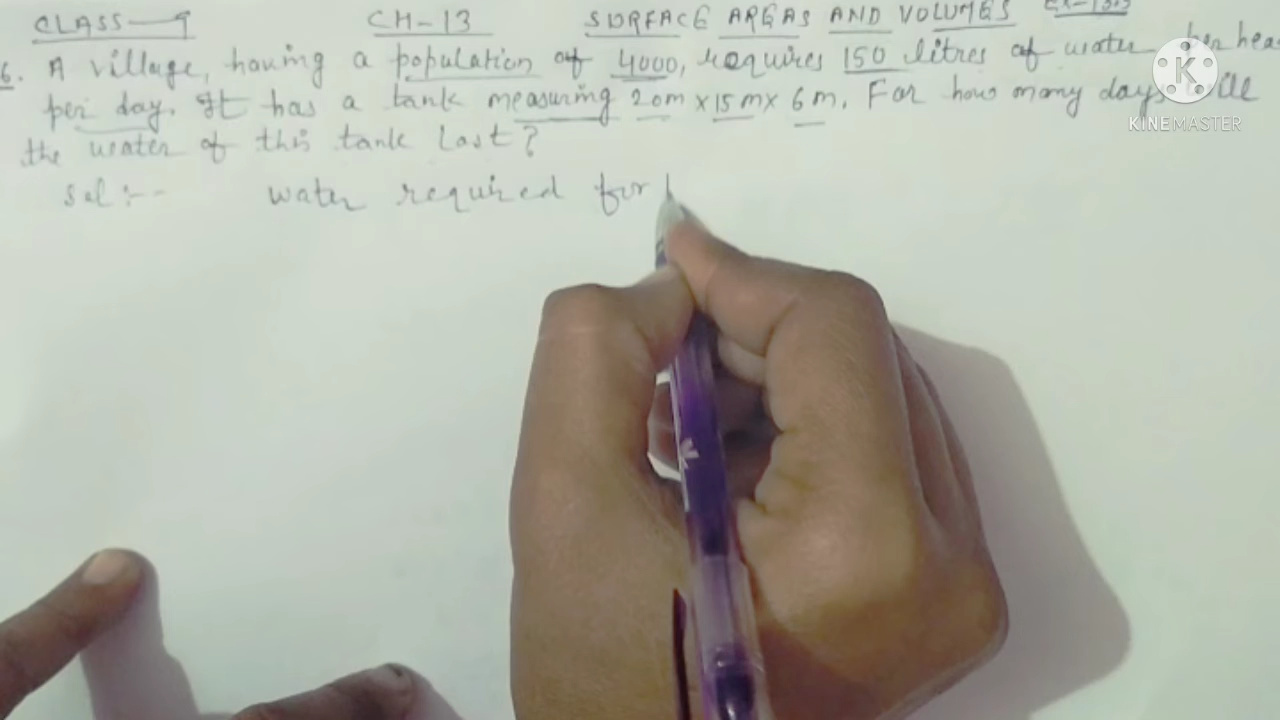 CLASS-9 CH-13 SURFACE AREAS AND VOLUMES
6. A village, having a population of 4000, requires 150 litres of water per head
per day. It has a tank measuring 20m x 15m x 6m. For how many days
the water of this tank last?
Sol:-- water required for
K
KINEMASTER